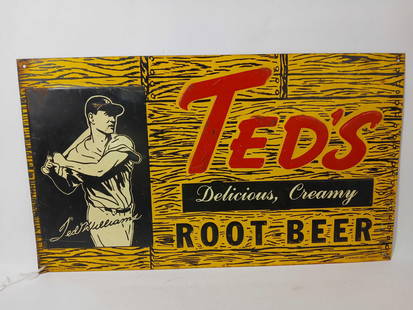 TED'S
Delicious, Creamy
ROOT BEER
Ted Williams